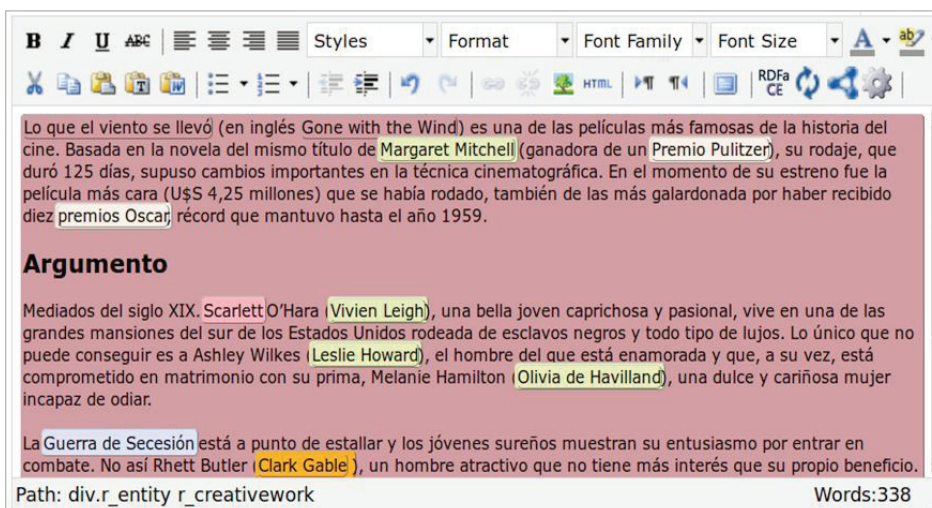 B I U ABC Styles Format Font Family Font Size A ab
HTML RDFa CE
Lo que el viento se llevó (en inglés Gone with the Wind) es una de las películas más famosas de la historia del
cine. Basada en la novela del mismo título de Margaret Mitchell (ganadora de un Premio Pulitzer), su rodaje, que
duró 125 días, supuso cambios importantes en la técnica cinematográfica. En el momento de su estreno fue la
película más cara (U$S 4,25 millones) que se había rodado, también de las más galardonada por haber recibido
diez premios Oscar, récord que mantuvo hasta el año 1959.
Argumento
Mediados del siglo XIX. Scarlett O'Hara (Vivien Leigh), una bella joven caprichosa y pasional, vive en una de las
grandes mansiones del sur de los Estados Unidos rodeada de esclavos negros y todo tipo de lujos. Lo único que no
puede conseguir es a Ashley Wilkes (Leslie Howard), el hombre del que está enamorada y que, a su vez, está
comprometido en matrimonio con su prima, Melanie Hamilton (Olivia de Havilland), una dulce y cariñosa mujer
incapaz de odiar.
La Guerra de Secesión está a punto de estallar y los jóvenes sureños muestran su entusiasmo por entrar en
combate. No así Rhett Butler (Clark Gable ), un hombre atractivo que no tiene más interés que su propio beneficio.
Path: div.r_entity r_creativework Words:338